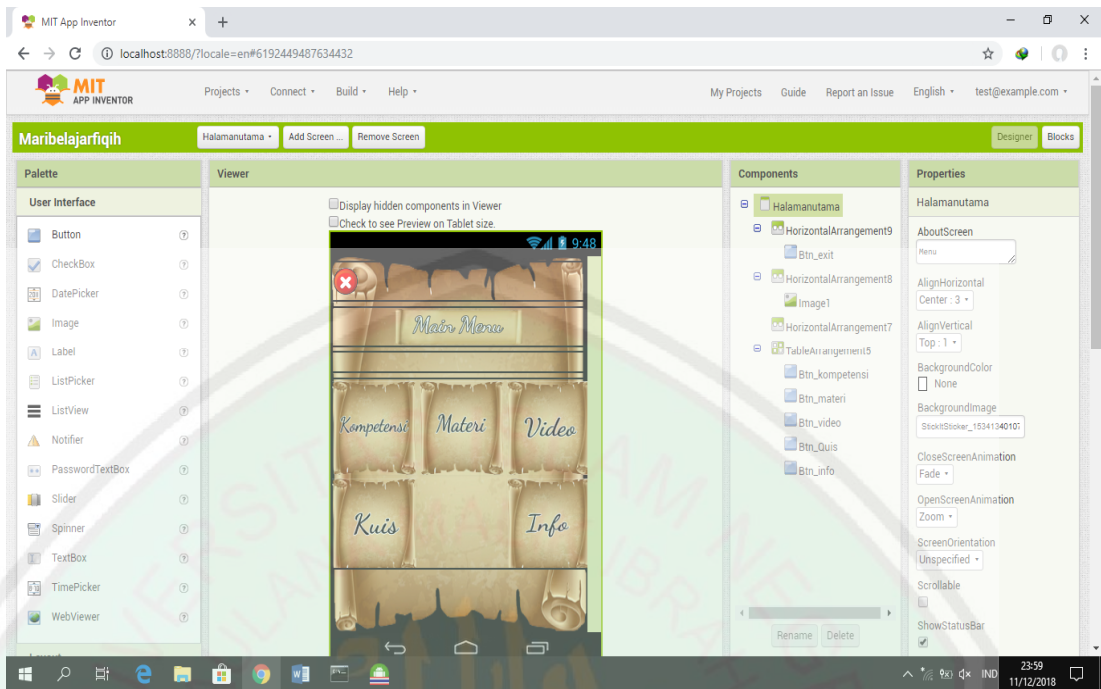 MIT App Inventor
localhost:8888/?locale=en#6192449487634432
MIT
APP INVENTOR
Projects
Connect
Build
Help
My Projects
Guide
Report an Issue
English
test@example.com
Maribelajarfiqih
Halamanutama
Add Screen ...
Remove Screen
Designer
Blocks
Palette
User Interface
Button
CheckBox
DatePicker
Image
Label
ListPicker
ListView
Notifier
PasswordTextBox
Slider
Spinner
TextBox
TimePicker
WebViewer
Viewer
Display hidden components in Viewer
Check to see Preview on Tablet size.
9:48
Main Menu
Kompetensi
Materi
Video
Kuis
Info
Components
Halamanutama
HorizontalArrangement9
Btn_exit
HorizontalArrangement8
Image1
HorizontalArrangement7
TableArrangement5
Btn_kompetensi
Btn_materi
Btn_video
Btn_Quis
Btn_info
Rename
Delete
Properties
Halamanutama
AboutScreen
Menu
AlignHorizontal
Center : 3
AlignVertical
Top : 1
BackgroundColor
None
BackgroundImage
StickItSticker_15341340107
CloseScreenAnimation
Fade
OpenScreenAnimation
Zoom
ScreenOrientation
Unspecified
Scrollable
ShowStatusBar
IND
23:59
11/12/2018